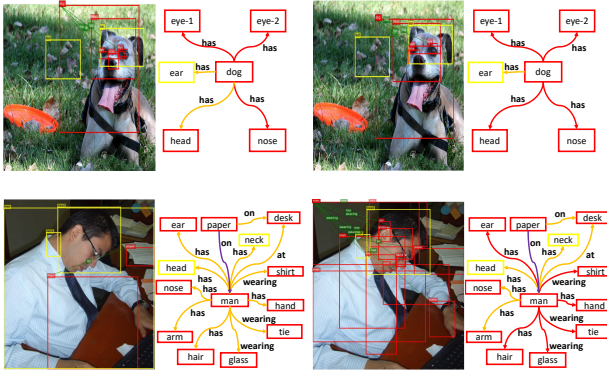 eye-1
eye-2
has
has
ear
has
dog
has
has
head
nose
eye-1
eye-2
has
has
ear
has
dog
has
has
head
nose
on
ear
paper
desk
on
neck
has
has
at
head
shirt
has
wearing
nose
has
man
has
hand
has
wearing
tie
arm
has
wearing
hair
glass
on
ear
paper
desk
on
neck
has
has
at
head
shirt
has
wearing
nose
has
man
has
hand
has
wearing
tie
arm
has
wearing
hair
glass